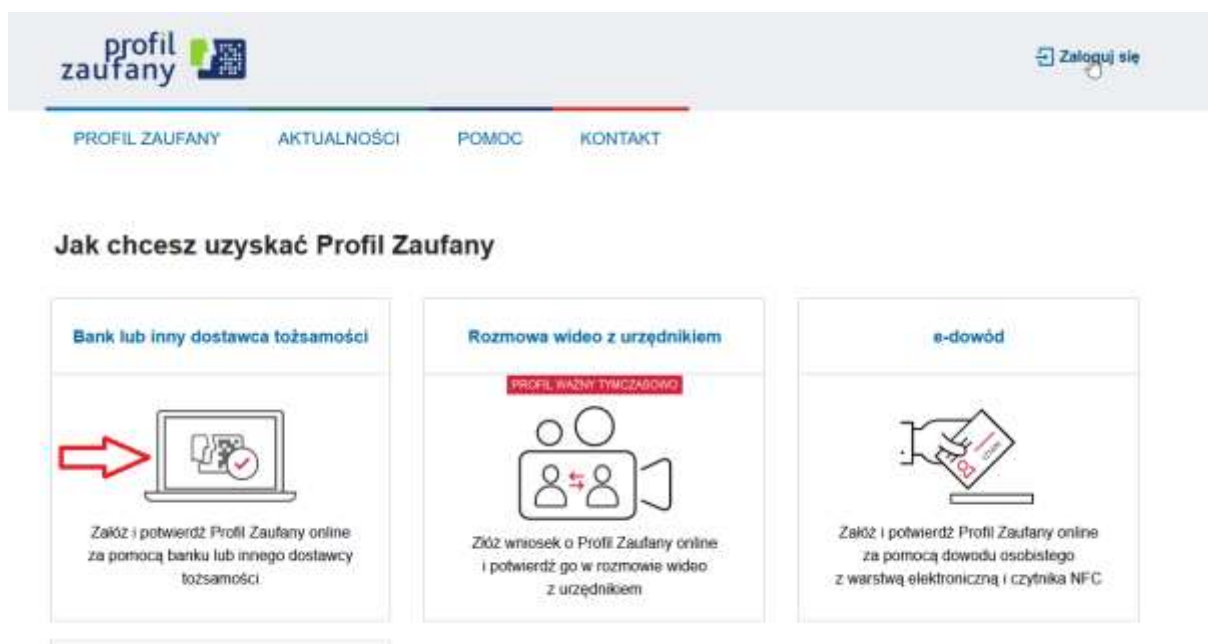 profil
zaufany
Zaloguj się
PROFIL ZAUFANY AKTUALNOŚCI POMOC KONTAKT
Jak chcesz uzyskać Profil Zaufany
Bank lub inny dostawca tożsamości
Załóż i potwierdź Profil Zaufany online
za pomocą banku lub innego dostawcy
tożsamości
Rozmowa wideo z urzędnikiem
PROFIL WAŻNY TYMCZASOWO
Złóż wniosek o Profil Zaufany online
i potwierdź go w rozmowie wideo
z urzędnikiem
e-dowód
Załóż i potwierdź Profil Zaufany online
za pomocą dowodu osobistego
z warstwą elektroniczną i czytnika NFC